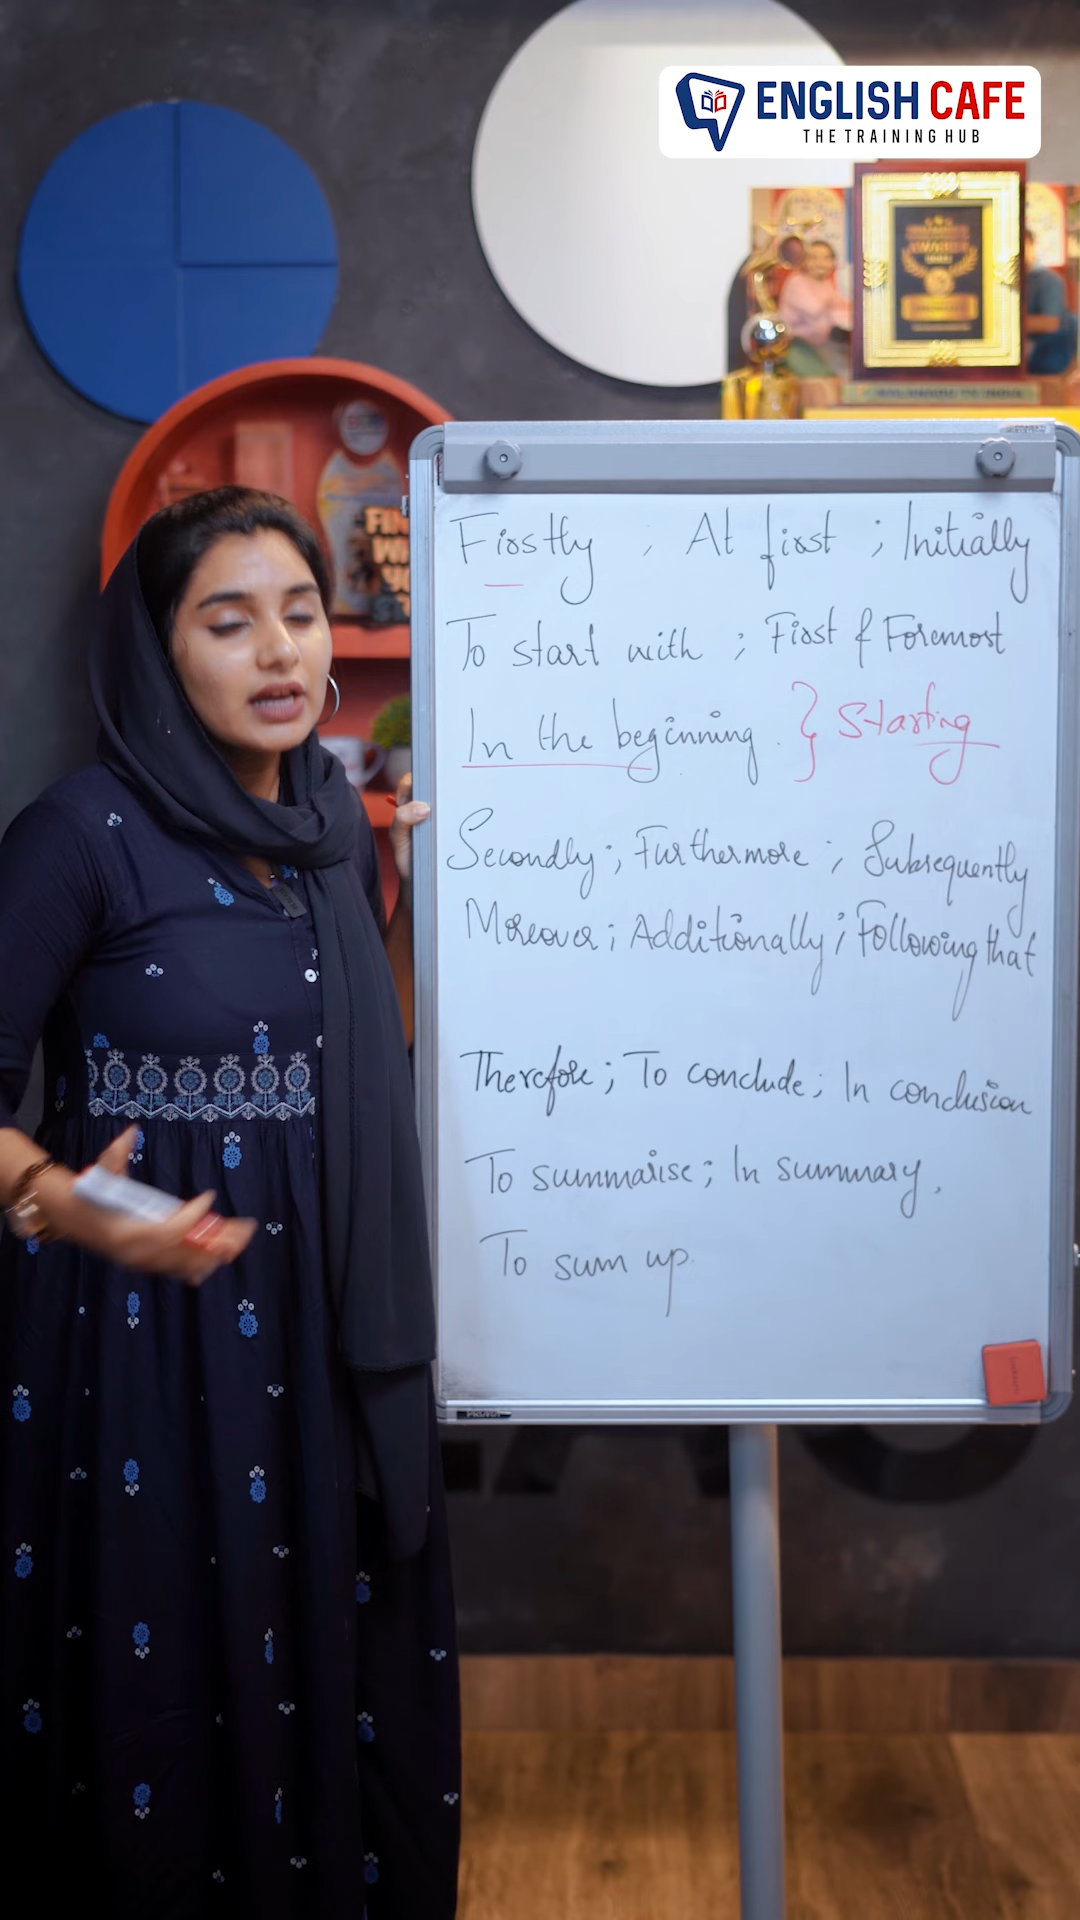 ENGLISH CAFE
THE TRAINING HUB
Firstly , At first ; Initially
To start with ; First & Foremost
In the beginning . } Starting
Secondly ; Furthermore ; Subsequently
Moreover ; Additionally ; Following that
Therefore ; To conclude ; In conclusion
To summarise ; In summary ,
To sum up .